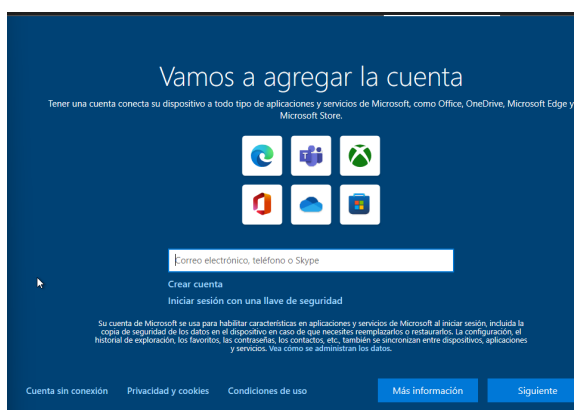 Vamos a agregar la cuenta
Tener una cuenta conecta su dispositivo a todo tipo de aplicaciones y servicios de Microsoft, como Office, OneDrive, Microsoft Edge y
Microsoft Store.
Correo electrónico, teléfono o Skype
Crear cuenta
Iniciar sesión con una llave de seguridad
Su cuenta de Microsoft se usa para habilitar características en aplicaciones y servicios de Microsoft al iniciar sesión, incluida la
copia de seguridad de los datos en el dispositivo en caso de que necesites reemplazarlos o restaurarlos. La configuración, el
historial de exploración, los favoritos, las contraseñas, los contactos, etc., también se sincronizan entre dispositivos, aplicaciones
y servicios. Vea cómo se administran los datos.
Cuenta sin conexión Privacidad y cookies Condiciones de uso Más información Siguiente